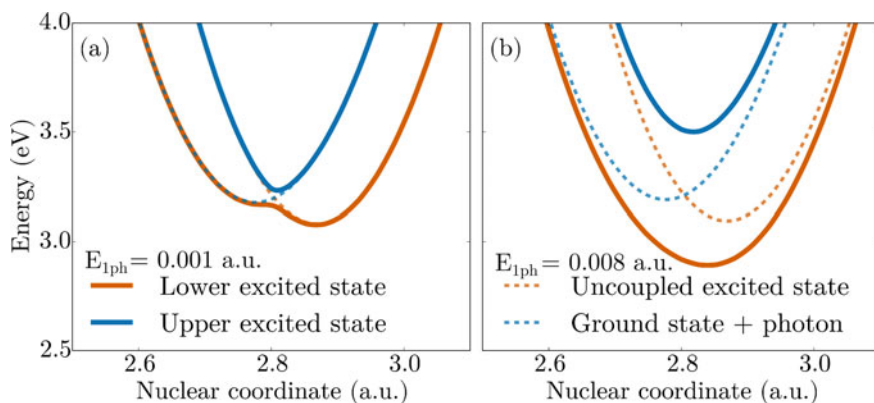 4.0
(a)
(b)
3.5
Energy (eV)
3.0
E1ph= 0.001 a.u.
E1ph= 0.008 a.u.
Lower excited state
Uncoupled excited state
Upper excited state
Ground state + photon
2.5
2.6 2.8 3.0
2.6 2.8 3.0
Nuclear coordinate (a.u.)
Nuclear coordinate (a.u.)